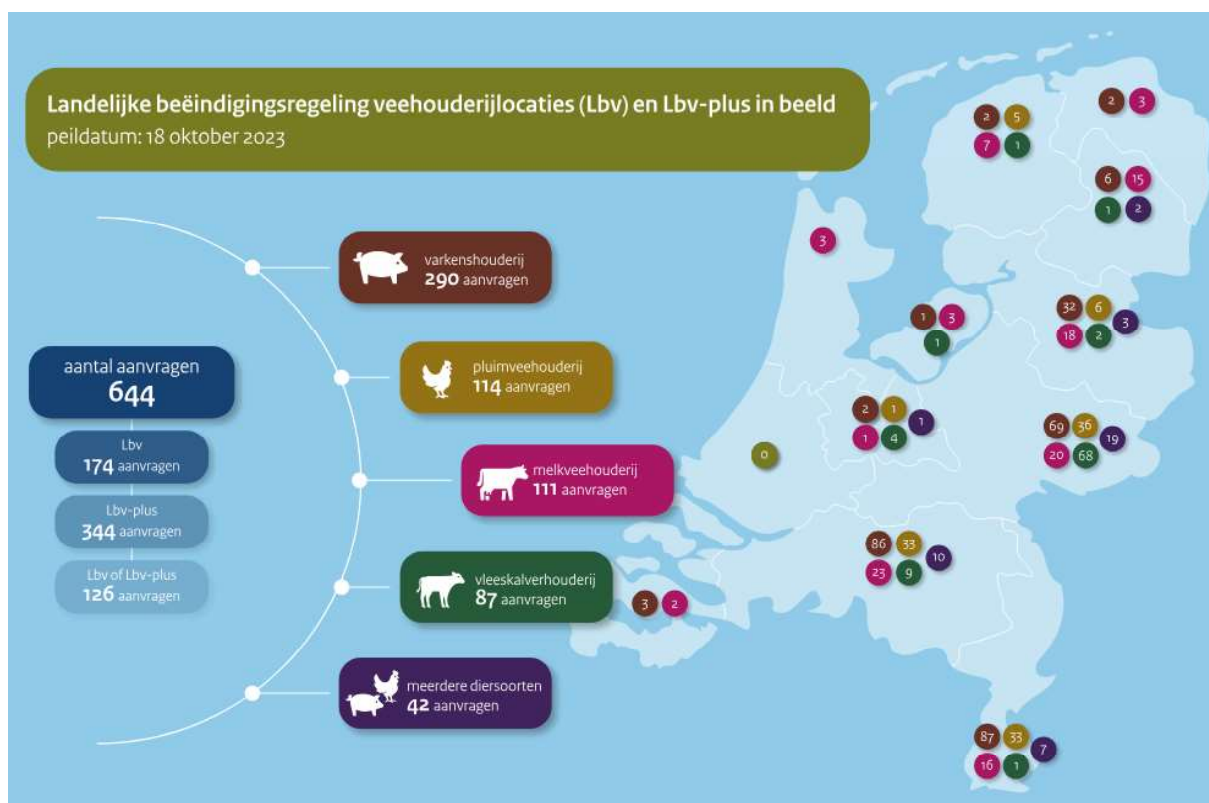 Landelijke beëindigingsregeling veehouderijlocaties (Lbv) en Lbv-plus in beeld
peildatum: 18 oktober 2023
aantal aanvragen
644
Lbv
174 aanvragen
Lbv-plus
344 aanvragen
Lbv of Lbv-plus
126 aanvragen
varkenshouderij
290 aanvragen
pluimveehouderij
114 aanvragen
melkveehouderij
111 aanvragen
vleeskalverhouderij
87 aanvragen
meerdere diersoorten
42 aanvragen
2 3
2 5
7 1
6 15
1 2
3
32 6
3
18 2
1 3
1
2 1
1
1 4
69 36
19
20 68
0
86 33
10
23 9
3 2
87 33
7
16 1